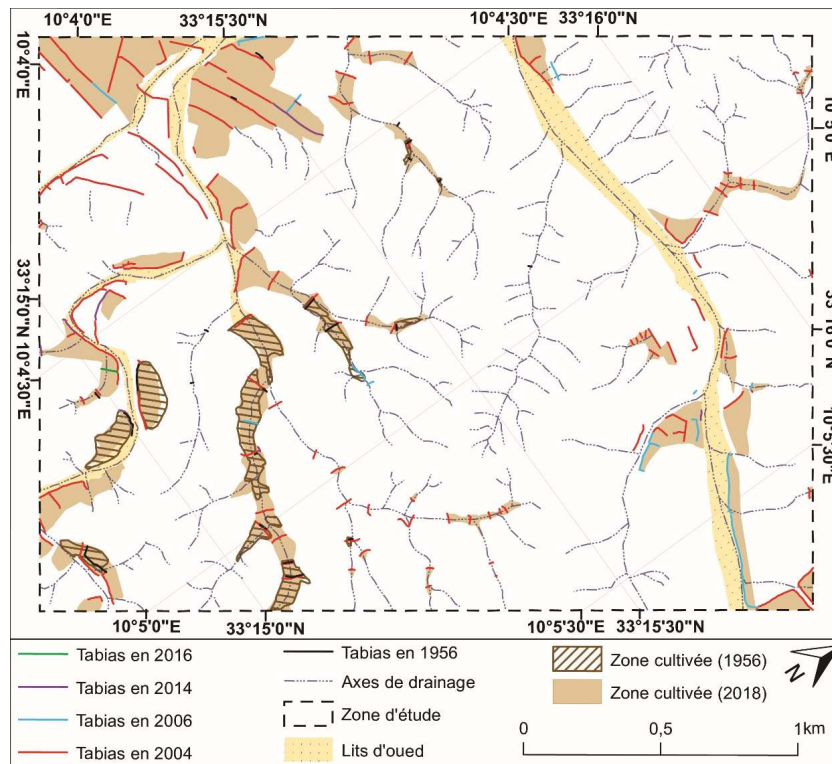 10°4'0"E 33°15'30"N 10°4'30"E 33°16'0"N
10°4'0"E
10°5'0"E
33°15'0"N
10°4'30"E
33°16'0"N
10°5'30"E
10°5'0"E 33°15'0"N 10°5'30"E 33°15'30"N
Tabias en 2016
Tabias en 2014
Tabias en 2006
Tabias en 2004
Tabias en 1956
Axes de drainage
Zone d'étude
Lits d'oued
Zone cultivée (1956)
Zone cultivée (2018)
N
0 0,5 1km